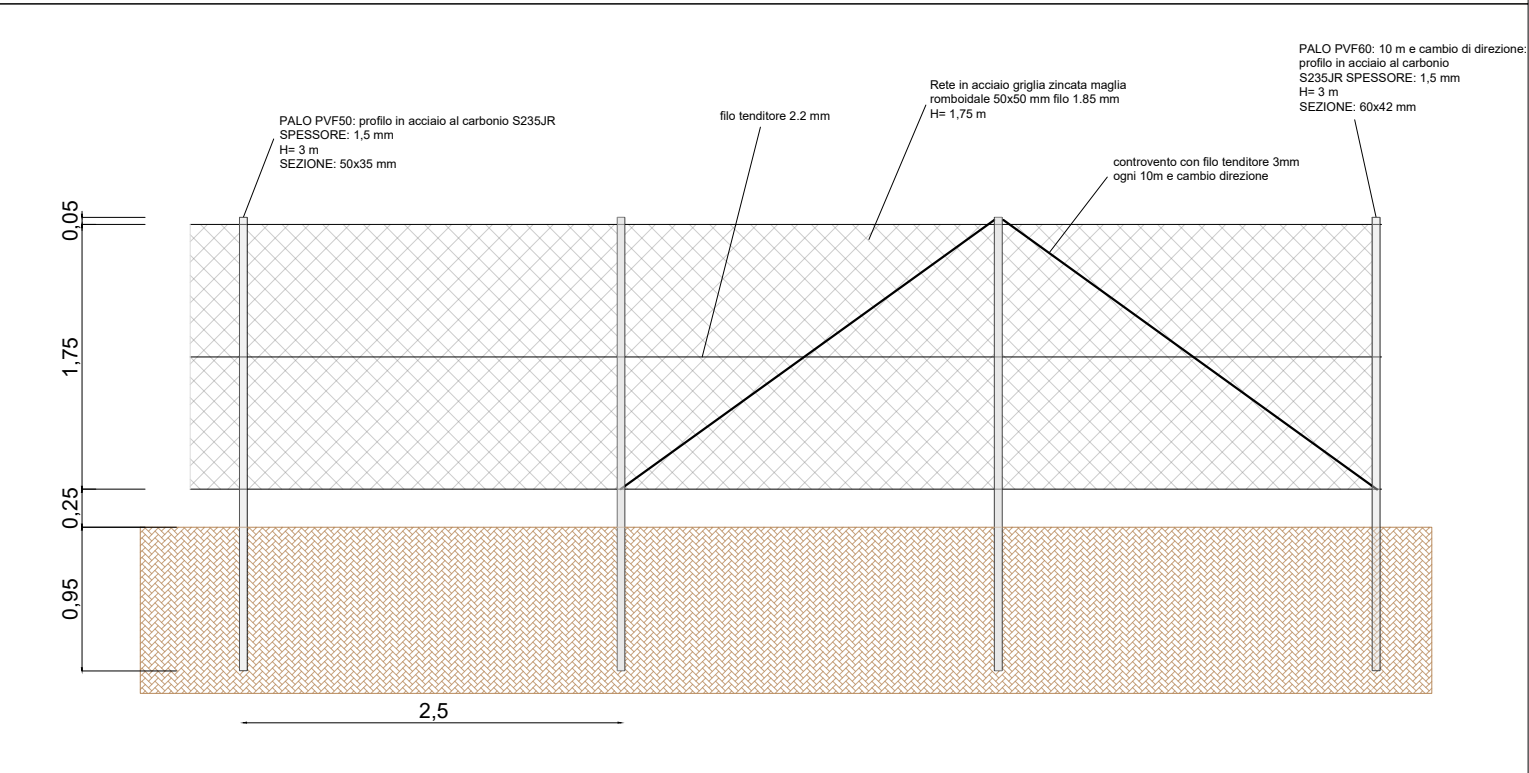 PALO PVF60: 10 m e cambio di direzione:
profilo in acciaio al carbonio
S235JR SPESSORE: 1,5 mm
H= 3 m
SEZIONE: 60x42 mm
Rete in acciaio griglia zincata maglia
romboidale 50x50 mm filo 1.85 mm
H= 1,75 m
filo tenditore 2.2 mm
PALO PVF50: profilo in acciaio al carbonio S235JR
SPESSORE: 1,5 mm
H= 3 m
SEZIONE: 50x35 mm
controvento con filo tenditore 3mm
ogni 10m e cambio direzione
0,05
1,75
0,25
0,95
2,5